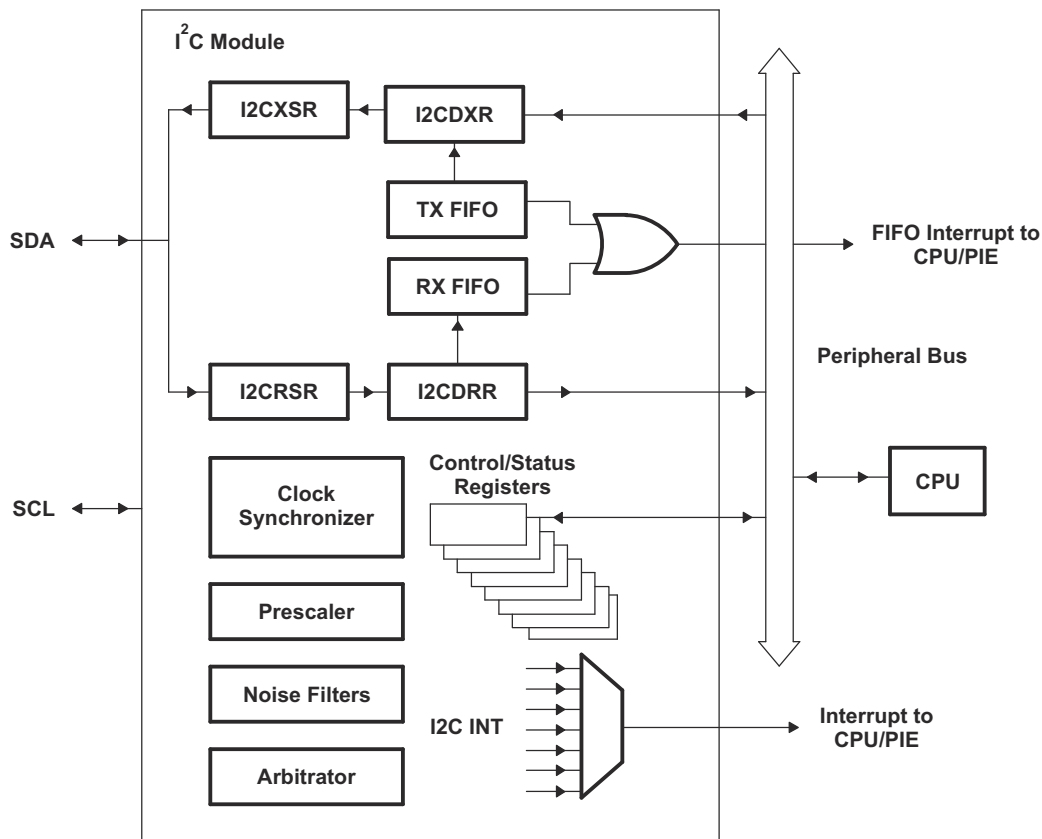 I2C Module
I2CXSR
I2CDXR
TX FIFO
SDA
FIFO Interrupt to
CPU/PIE
RX FIFO
Peripheral Bus
I2CRSR
I2CDRR
Control/Status
Registers
CPU
SCL
Clock
Synchronizer
Prescaler
Noise Filters
I2C INT
Interrupt to
CPU/PIE
Arbitrator